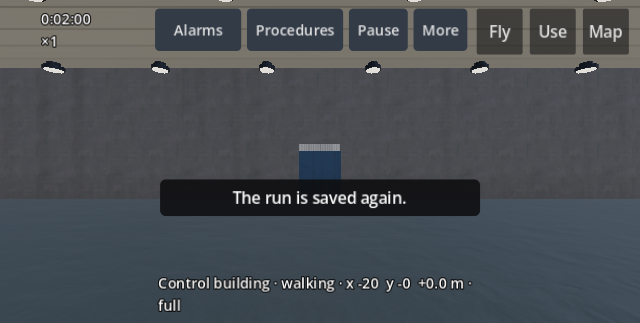 0:02:00
×1
Alarms
Procedures
Pause
More
Fly
Use
Map
The run is saved again.
Control building · walking · x -20 y -0 +0.0 m ·
full